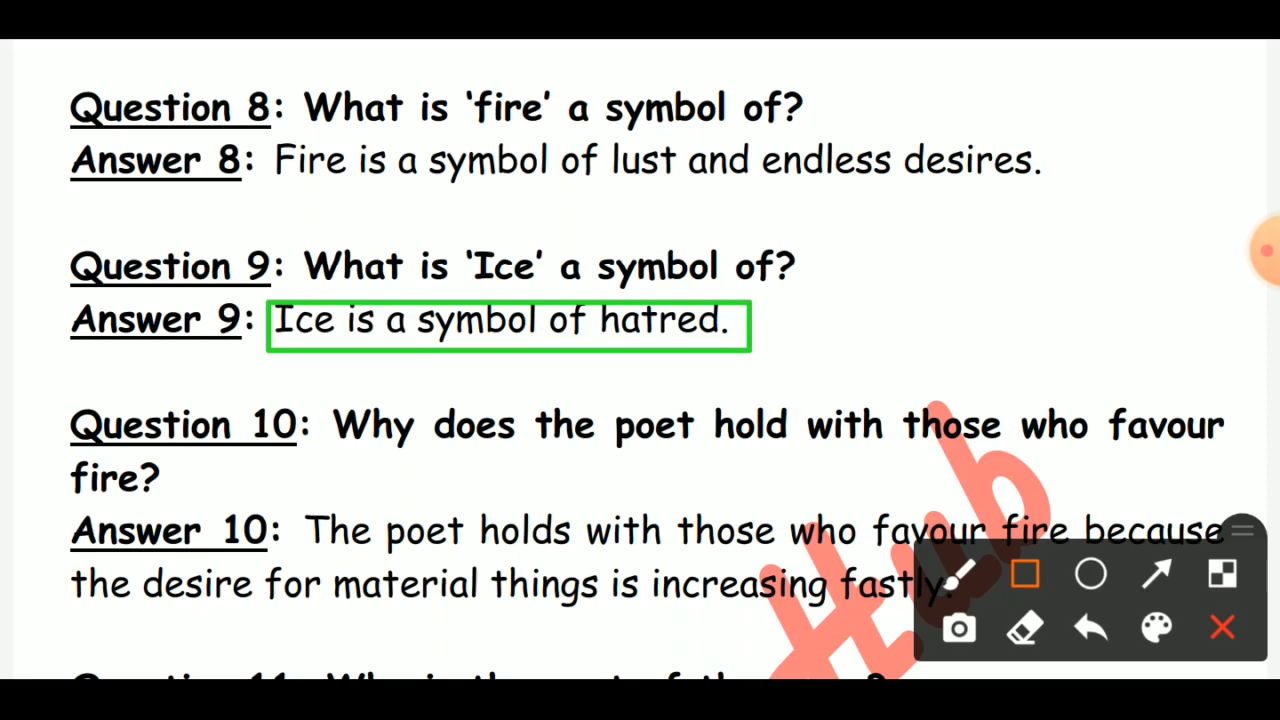 Question 8: What is ‘fire’ a symbol of?
Answer 8: Fire is a symbol of lust and endless desires.
Question 9: What is ‘Ice’ a symbol of?
Answer 9: Ice is a symbol of hatred.
Question 10: Why does the poet hold with those who favour
fire?
Answer 10: The poet holds with those who favour fire because
the desire for material things is increasing fastly.
Hub